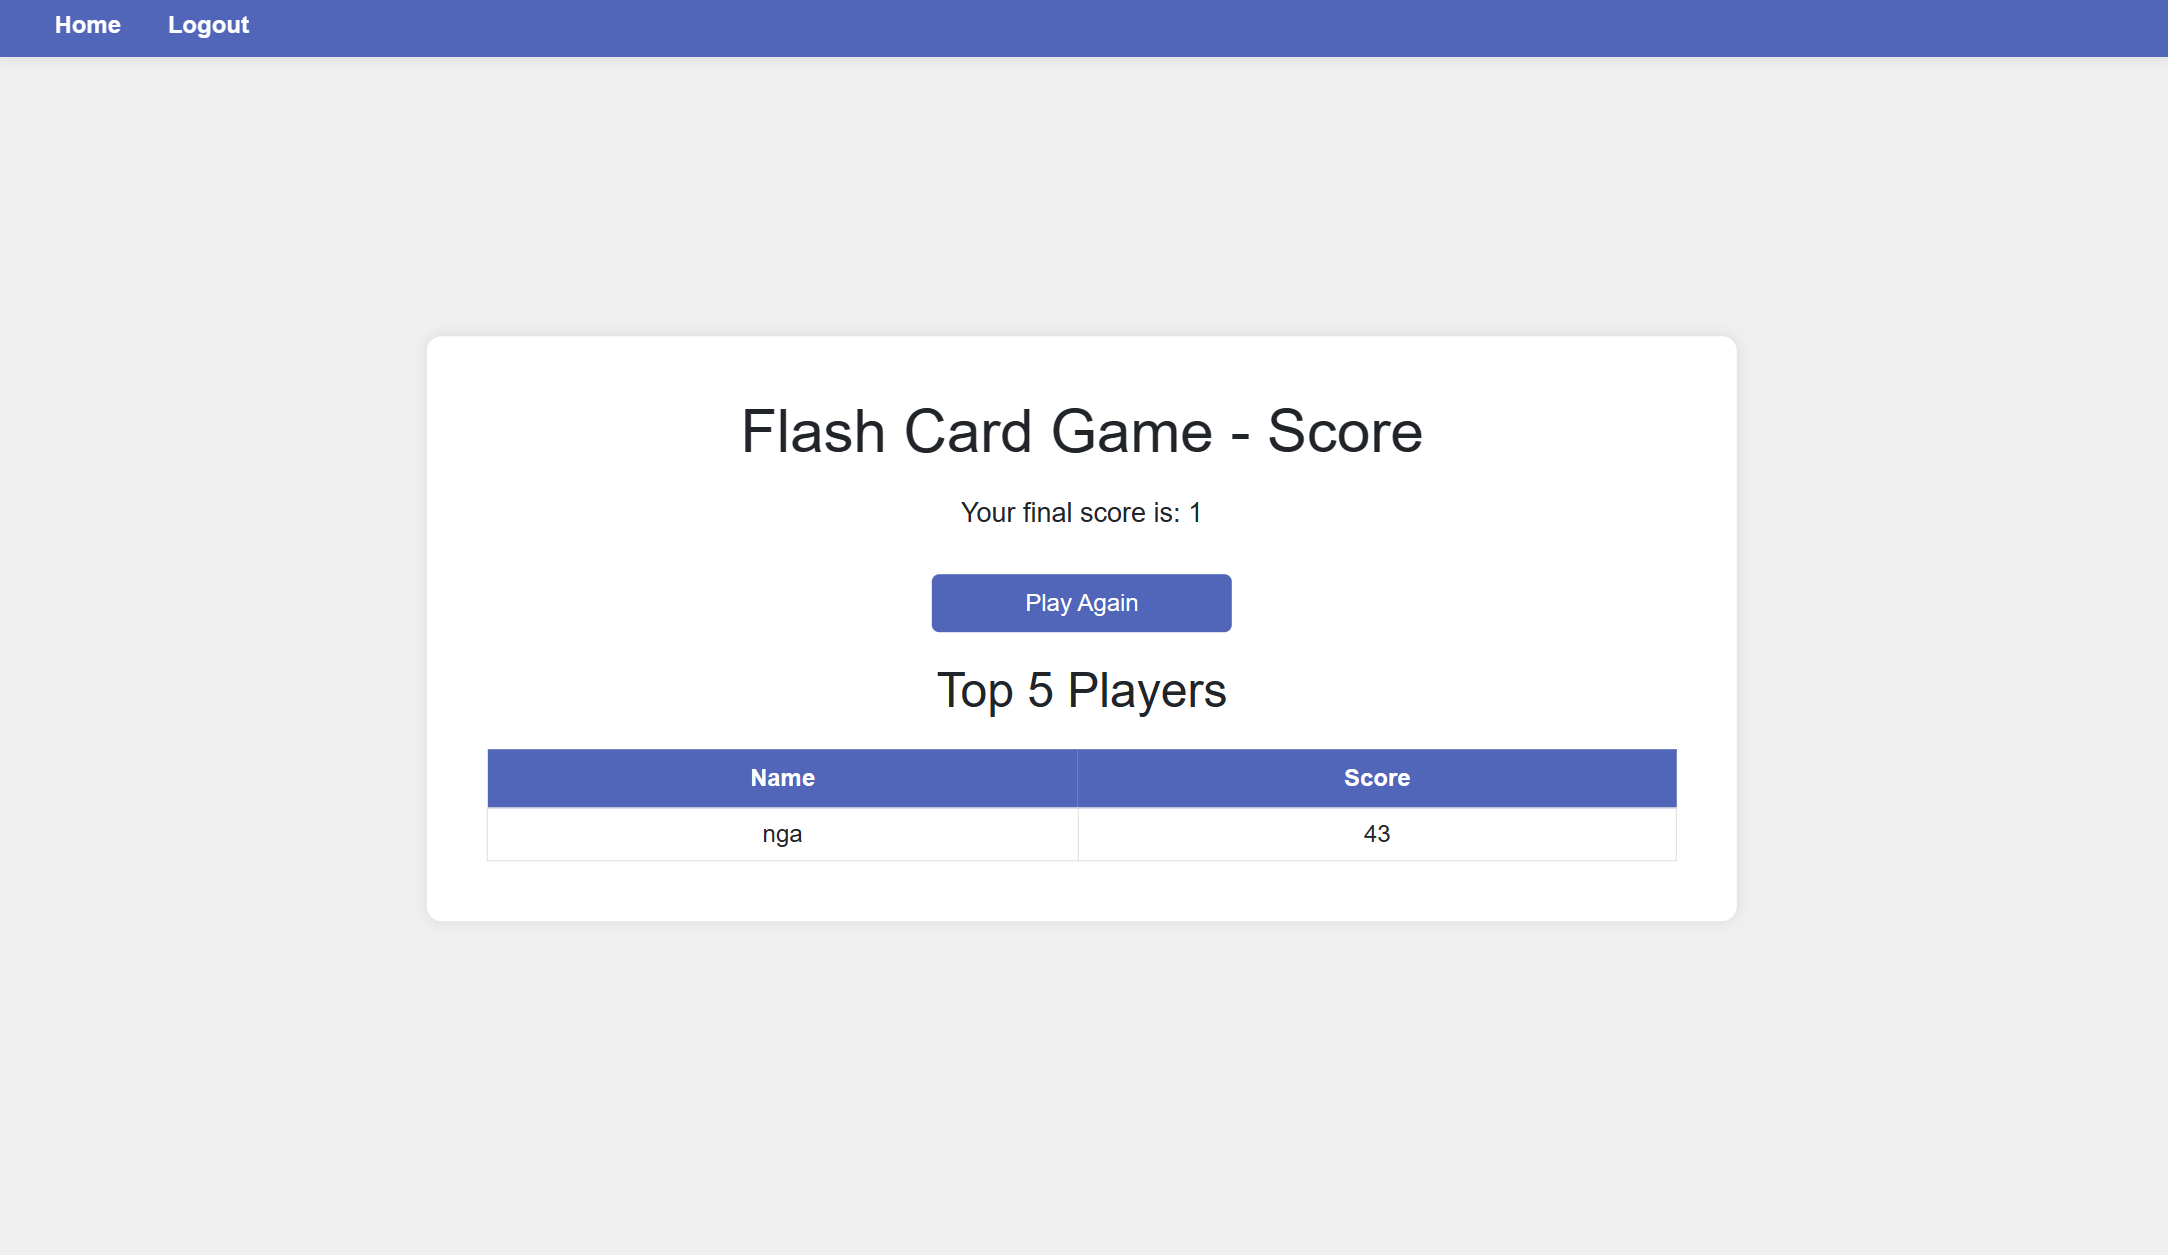 Home Logout
Flash Card Game - Score
Your final score is: 1
Play Again
Top 5 Players
Name Score
nga 43